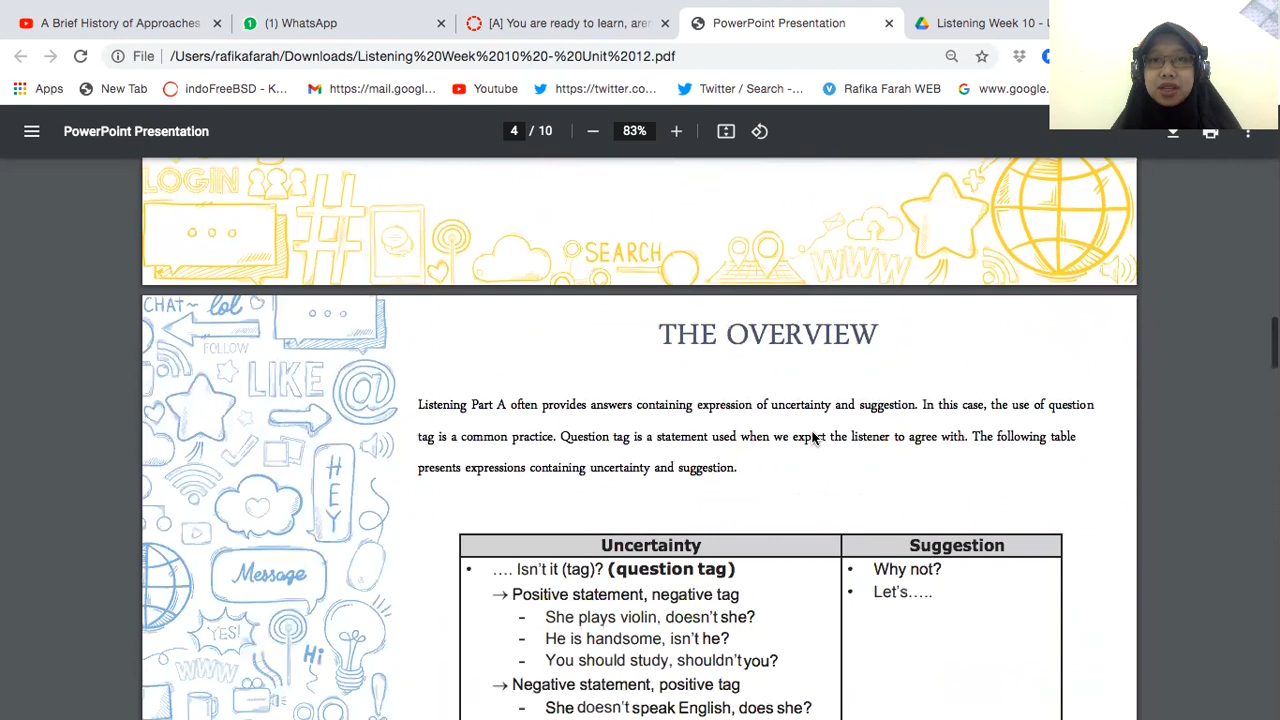 A Brief History of Approaches
(1) WhatsApp
[A] You are ready to learn, aren
PowerPoint Presentation
Listening Week 10 - U
File /Users/rafikafarah/Downloads/Listening%20Week%2010%20-%20Unit%2012.pdf
Apps
New Tab
indoFreeBSD - K...
https://mail.googl...
Youtube
https://twitter.co...
Twitter / Search -...
Rafika Farah WEB
www.google.
PowerPoint Presentation
4 / 10
83%
LOGIN
#
SEARCH
WWW
CHAT~ lol
FOLLOW
LIKE @
HEY
Message
YES!
Hi
WWW
THE OVERVIEW
Listening Part A often provides answers containing expression of uncertainty and suggestion. In this case, the use of question
tag is a common practice. Question tag is a statement used when we expect the listener to agree with. The following table
presents expressions containing uncertainty and suggestion.
Uncertainty
• …. Isn't it (tag)? (question tag)
→ Positive statement, negative tag
- She plays violin, doesn't she?
- He is handsome, isn't he?
- You should study, shouldn't you?
→ Negative statement, positive tag
- She doesn't speak English, does she?
Suggestion
• Why not?
• Let's…..